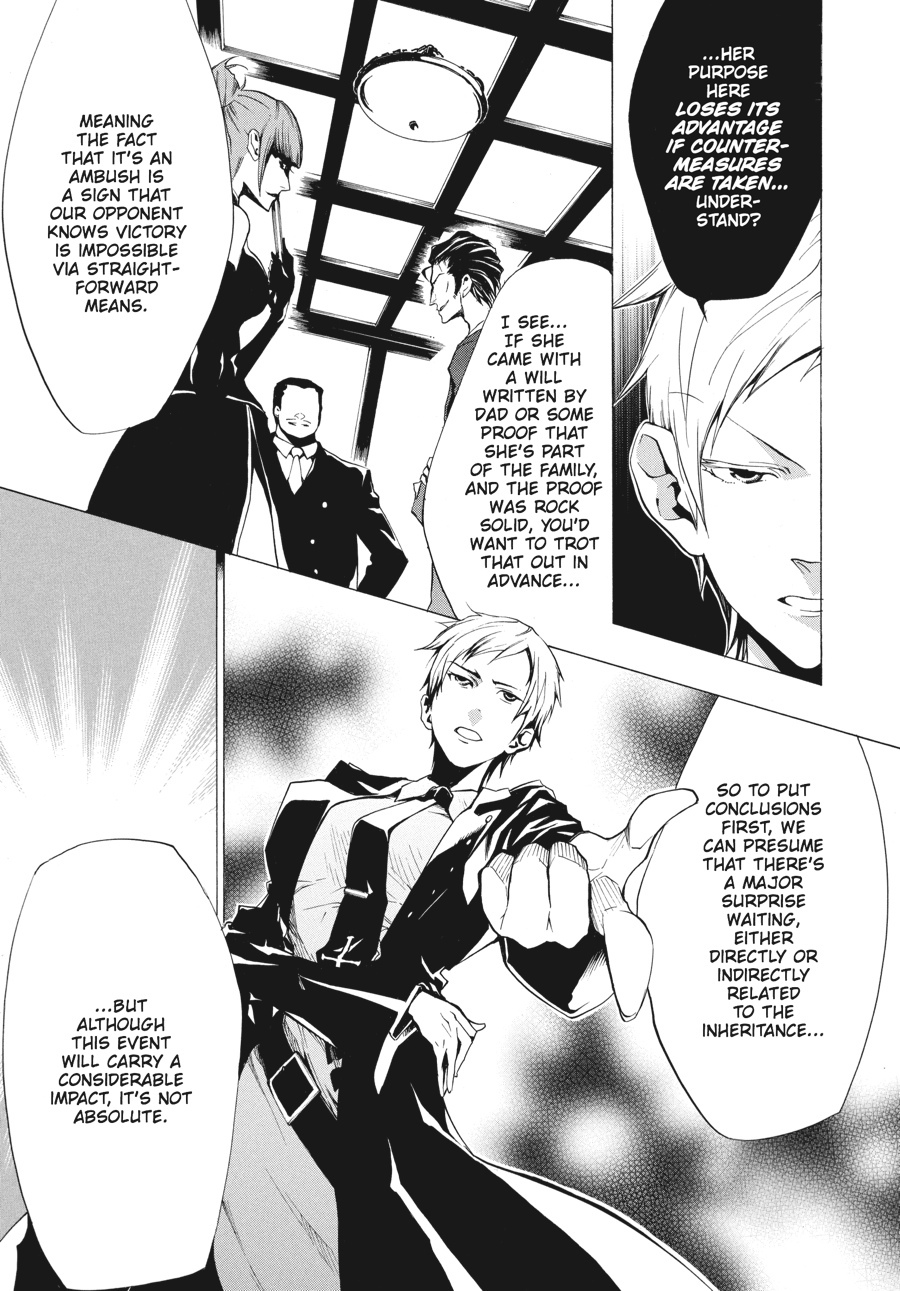 ...HER
PURPOSE
HERE
LOSES ITS
ADVANTAGE
IF COUNTER-
MEASURES
ARE TAKEN...
UNDER-
STAND?
I SEE...
IF SHE
CAME WITH
A WILL
WRITTEN BY
DAD OR SOME
PROOF THAT
SHE'S PART
OF THE FAMILY,
AND THE PROOF
WAS ROCK
SOLID, YOU'D
WANT TO TROT
THAT OUT IN
ADVANCE...
MEANING
THE FACT
THAT IT'S AN
AMBUSH IS
A SIGN THAT
OUR OPPONENT
KNOWS VICTORY
IS IMPOSSIBLE
VIA STRAIGHT-
FORWARD
MEANS.
SO TO PUT
CONCLUSIONS
FIRST, WE
CAN PRESUME
THAT THERE'S
A MAJOR
SURPRISE
WAITING,
EITHER
DIRECTLY OR
INDIRECTLY
RELATED
TO THE
INHERITANCE...
...BUT
ALTHOUGH
THIS EVENT
WILL CARRY A
CONSIDERABLE
IMPACT, IT'S NOT
ABSOLUTE.